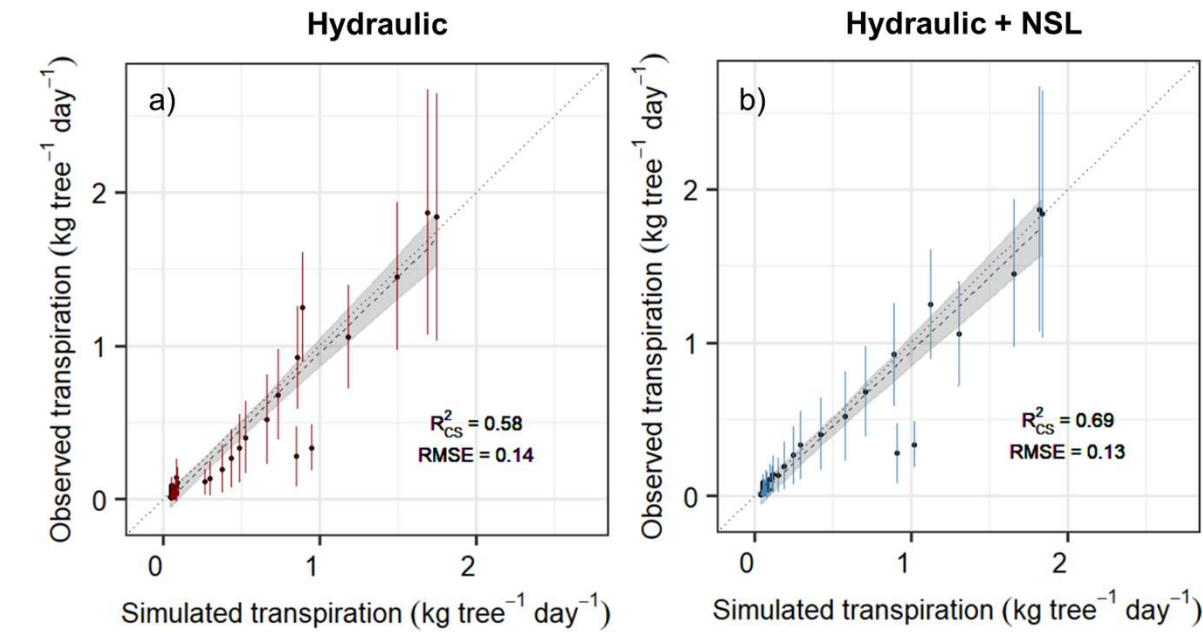 Hydraulic
Hydraulic + NSL
a)
Observed transpiration (kg tree⁻¹ day⁻¹)
2
1
0
R²CS = 0.58
RMSE = 0.14
0 1 2
Simulated transpiration (kg tree⁻¹ day⁻¹)
b)
Observed transpiration (kg tree⁻¹ day⁻¹)
2
1
0
R²CS = 0.69
RMSE = 0.13
0 1 2
Simulated transpiration (kg tree⁻¹ day⁻¹)